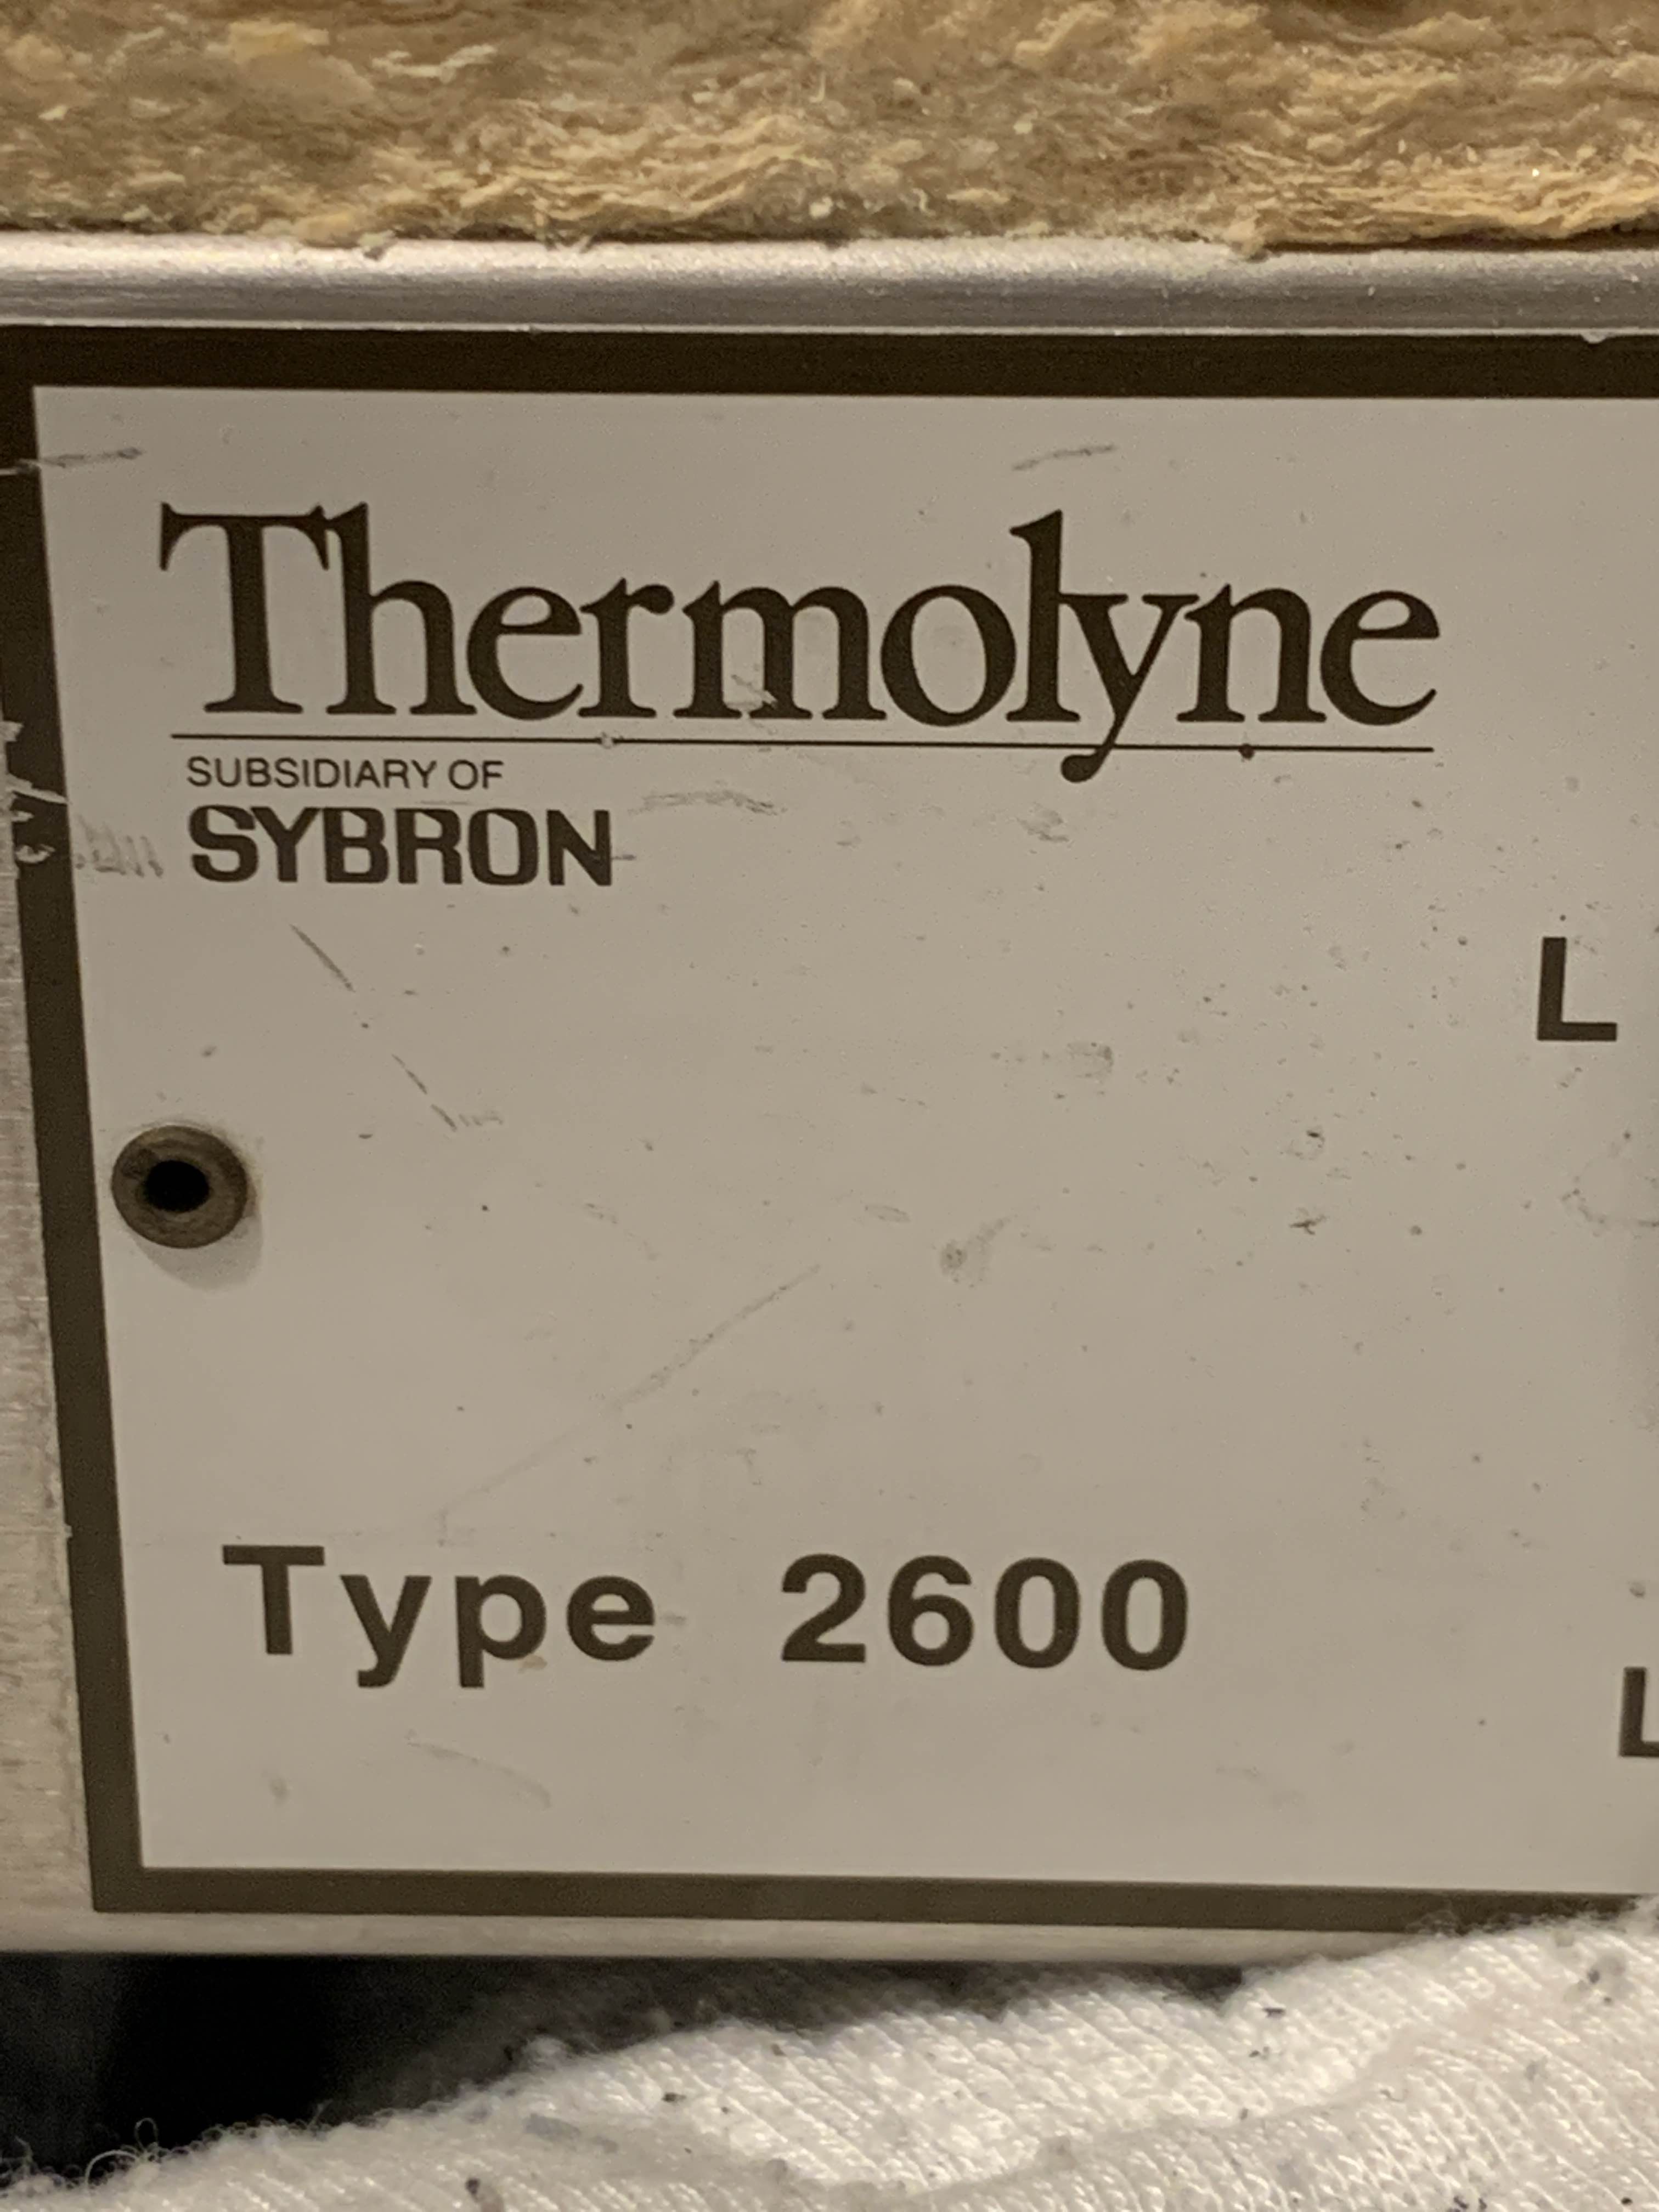 Thermolyne
SUBSIDIARY OF
SYBRON
L
Type 2600
L